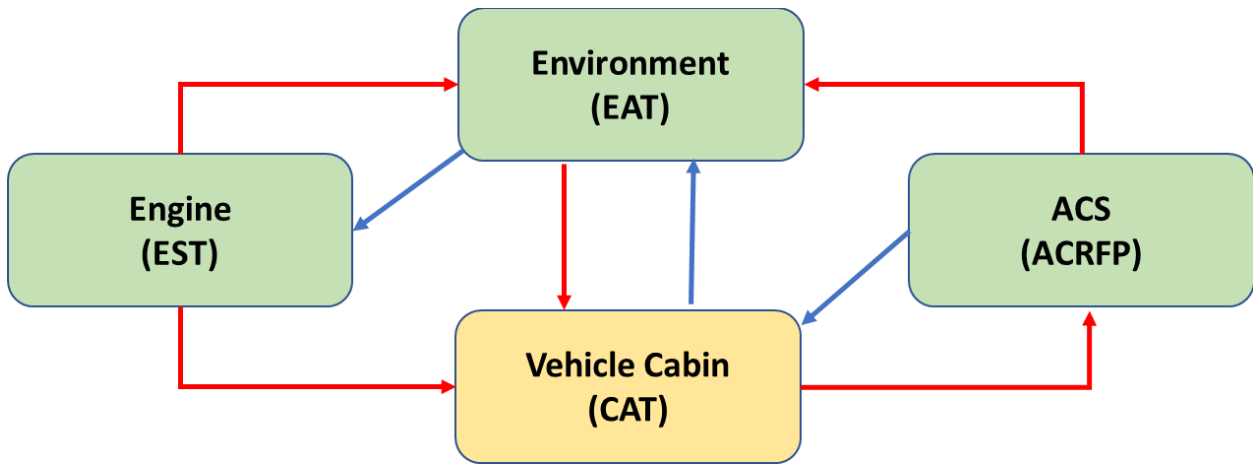 Environment
(EAT)
Engine
(EST)
ACS
(ACRFP)
Vehicle Cabin
(CAT)